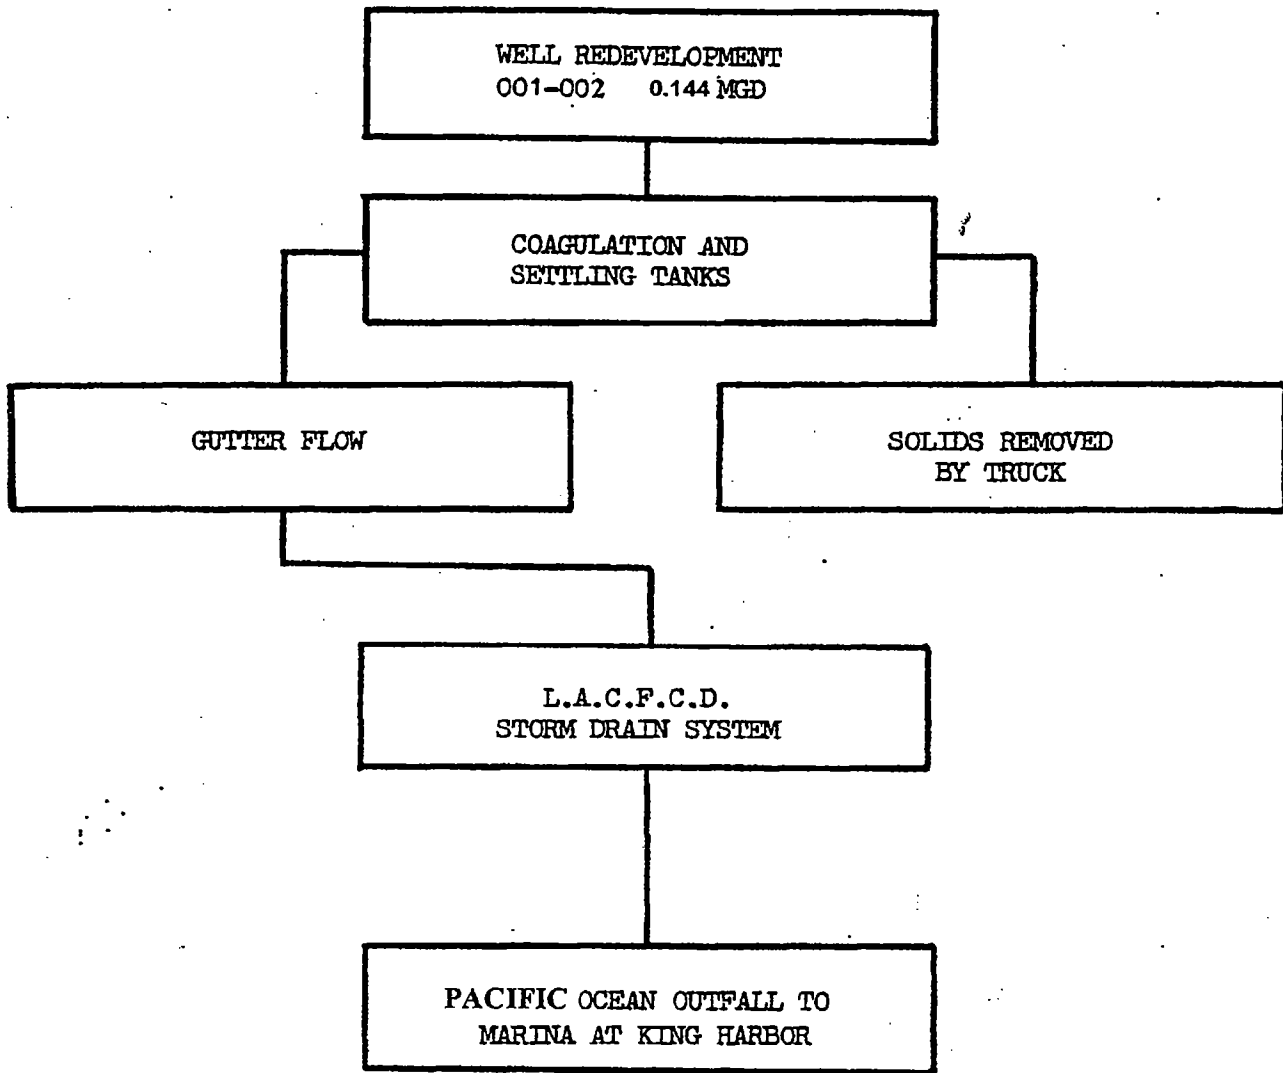 WELL REDEVELOPMENT
001-002 0.144 MGD
COAGULATION AND
SETTLING TANKS
GUTTER FLOW
SOLIDS REMOVED
BY TRUCK
L.A.C.F.C.D.
STORM DRAIN SYSTEM
PACIFIC OCEAN OUTFALL TO
MARINA AT KING HARBOR